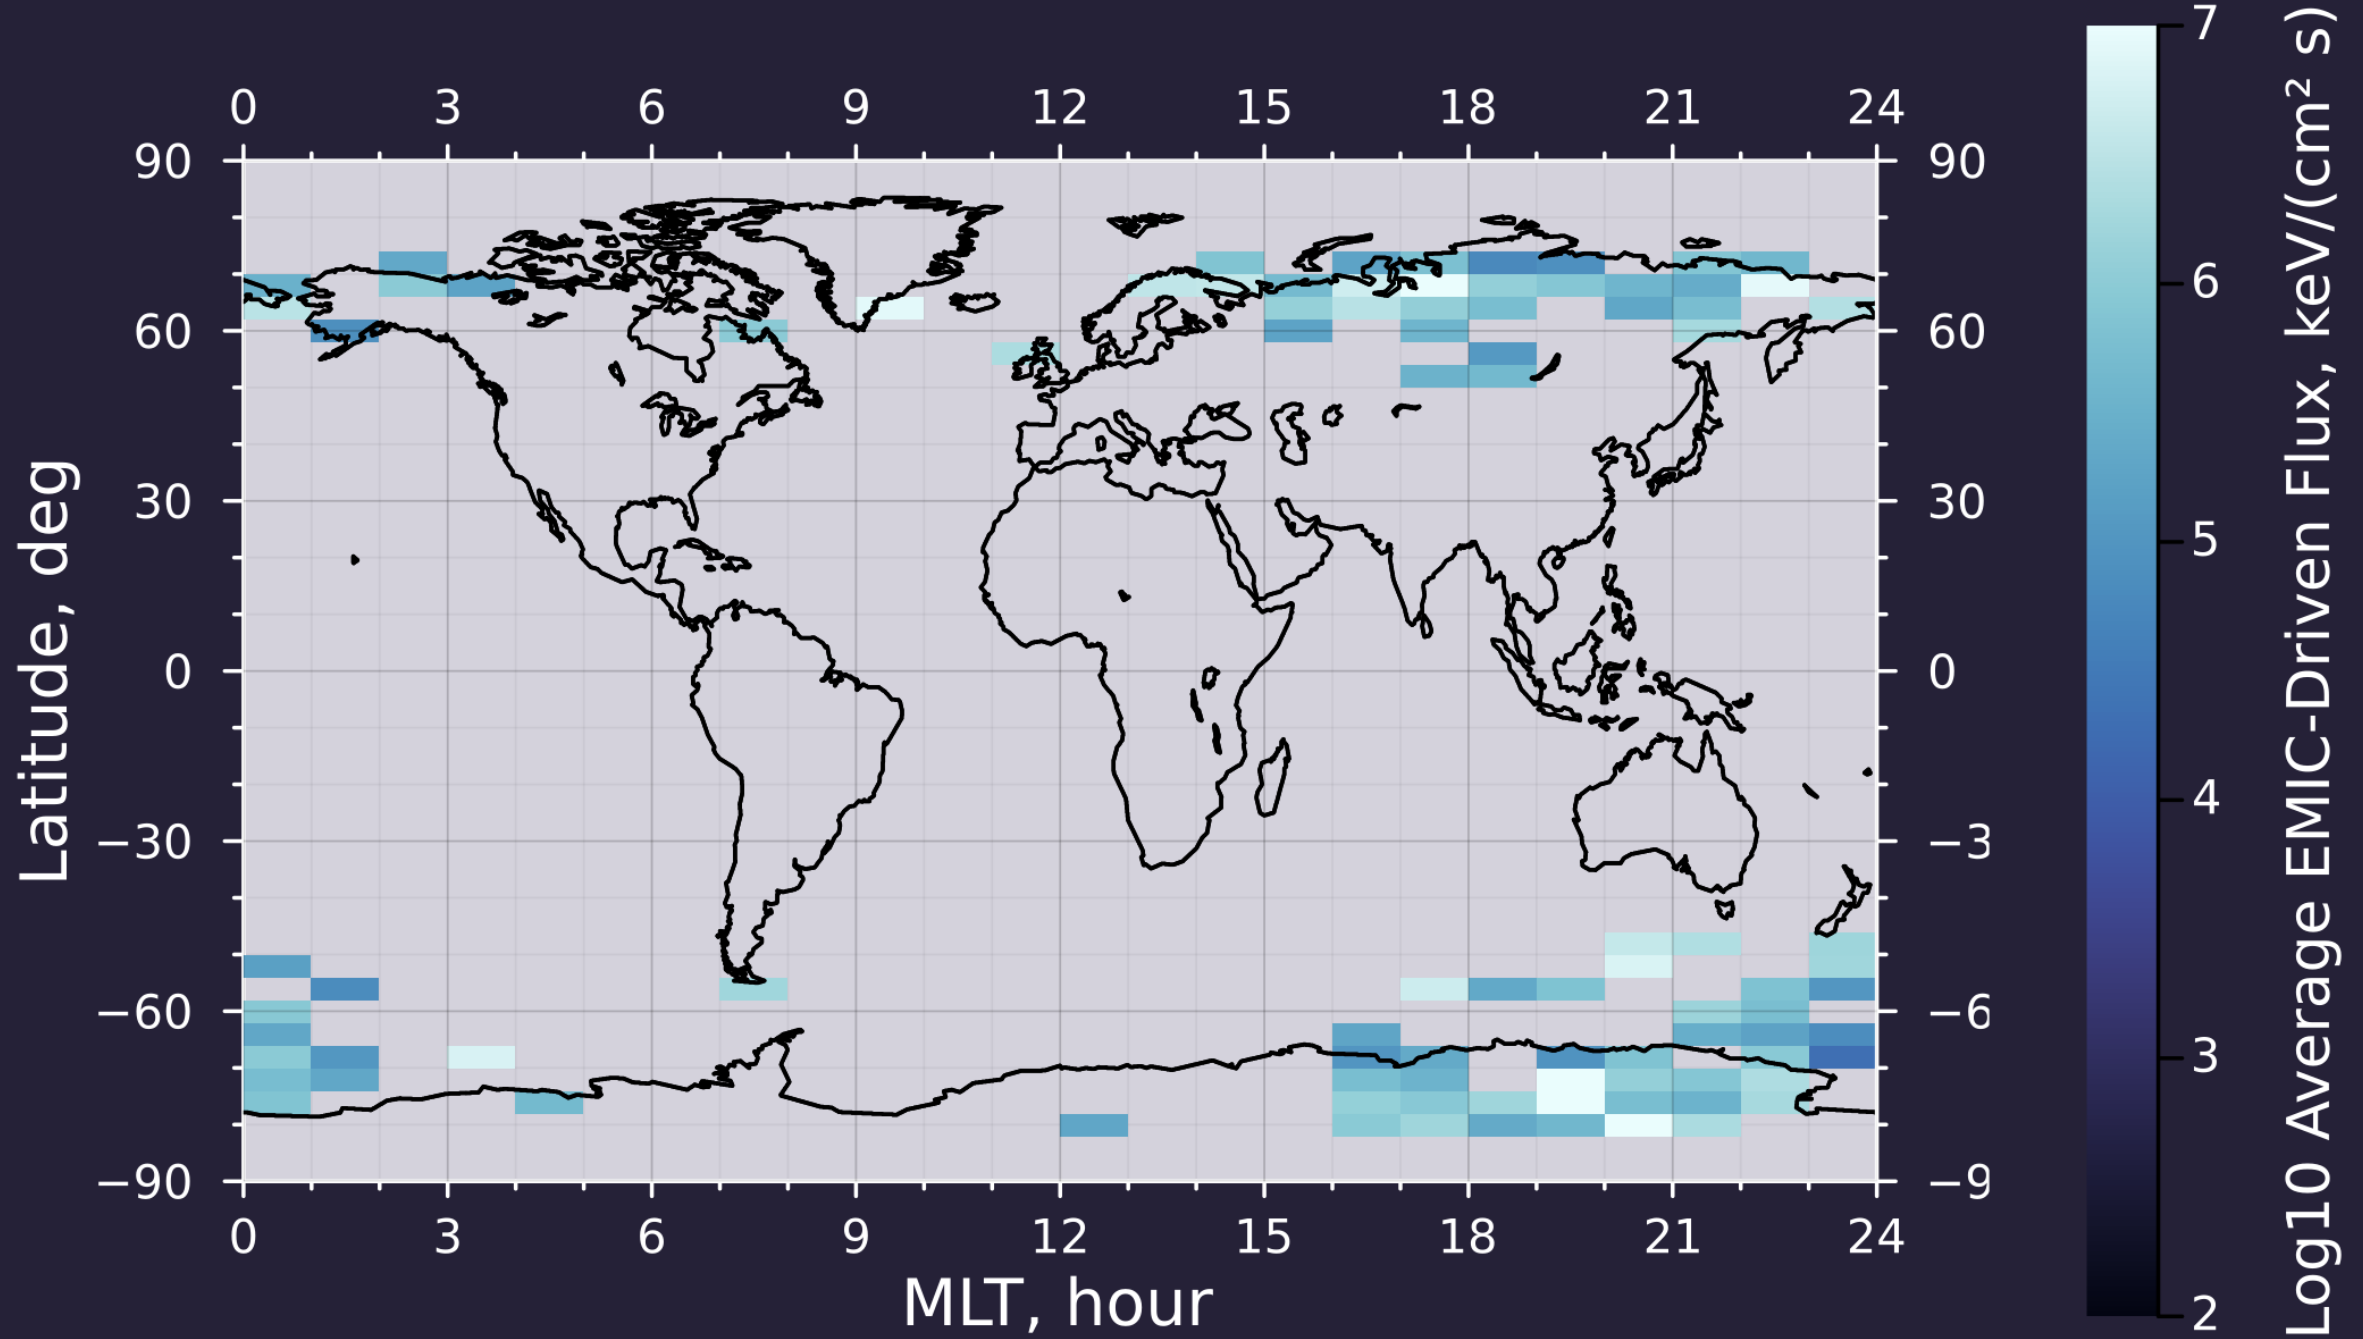 0 3 6 9 12 15 18 21 24
90 90
60 60
30 30
0 0
−30 −3
−60 −6
−90 −9
0 3 6 9 12 15 18 21 24
MLT, hour
Latitude, deg
7
6
5
4
3
2
Log10 Average EMIC-Driven Flux, keV/(cm² s)